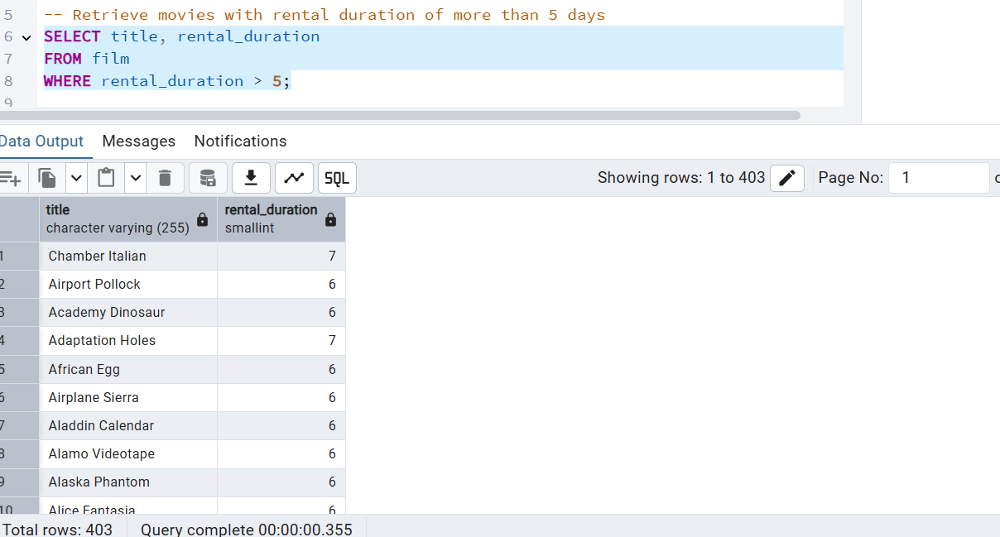 5 -- Retrieve movies with rental duration of more than 5 days
6 SELECT title, rental_duration
7 FROM film
8 WHERE rental_duration > 5;
9
Data Output Messages Notifications
SQL Showing rows: 1 to 403 Page No: 1
title rental_duration
character varying (255) smallint
1 Chamber Italian 7
2 Airport Pollock 6
3 Academy Dinosaur 6
4 Adaptation Holes 7
5 African Egg 6
6 Airplane Sierra 6
7 Aladdin Calendar 6
8 Alamo Videotape 6
9 Alaska Phantom 6
10 Alice Fantasia 6
Total rows: 403 Query complete 00:00:00.355